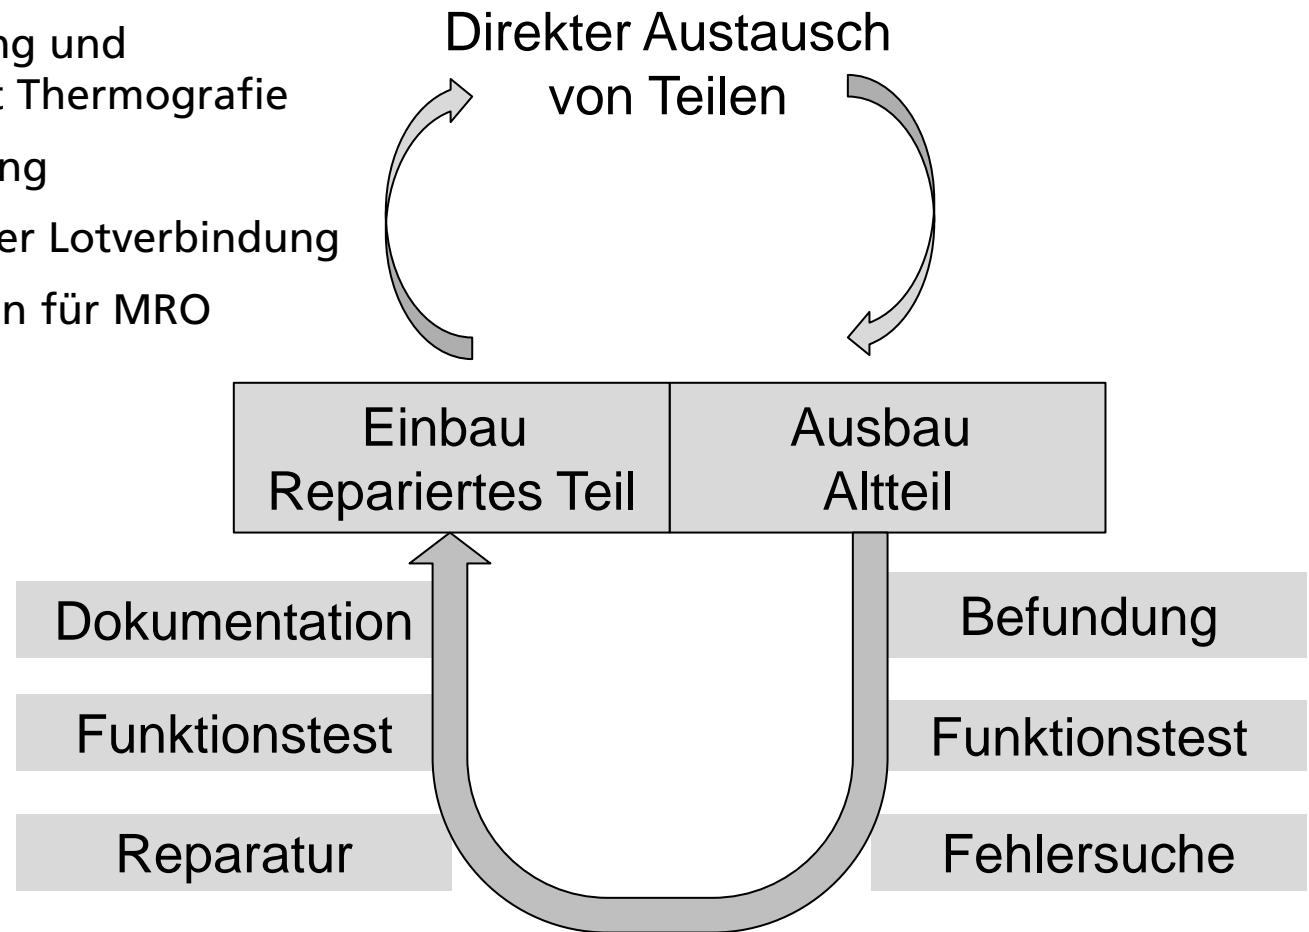 ng und
t Thermografie
ng
er Lotverbindung
n für MRO
Direkter Austausch
von Teilen
Einbau
Repariertes Teil
Ausbau
Altteil
Dokumentation
Funktionstest
Reparatur
Befundung
Funktionstest
Fehlersuche